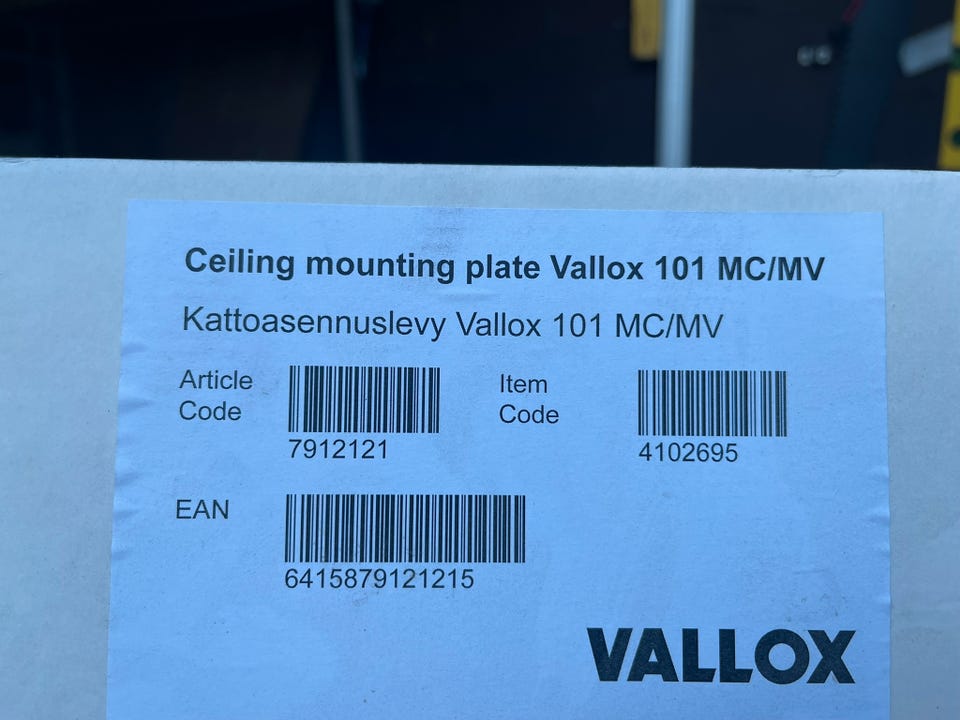 Ceiling mounting plate Vallox 101 MC/MV
Kattoasennuslevy Vallox 101 MC/MV
Article Code
7912121
Item Code
4102695
EAN
6415879121215
VALLOX